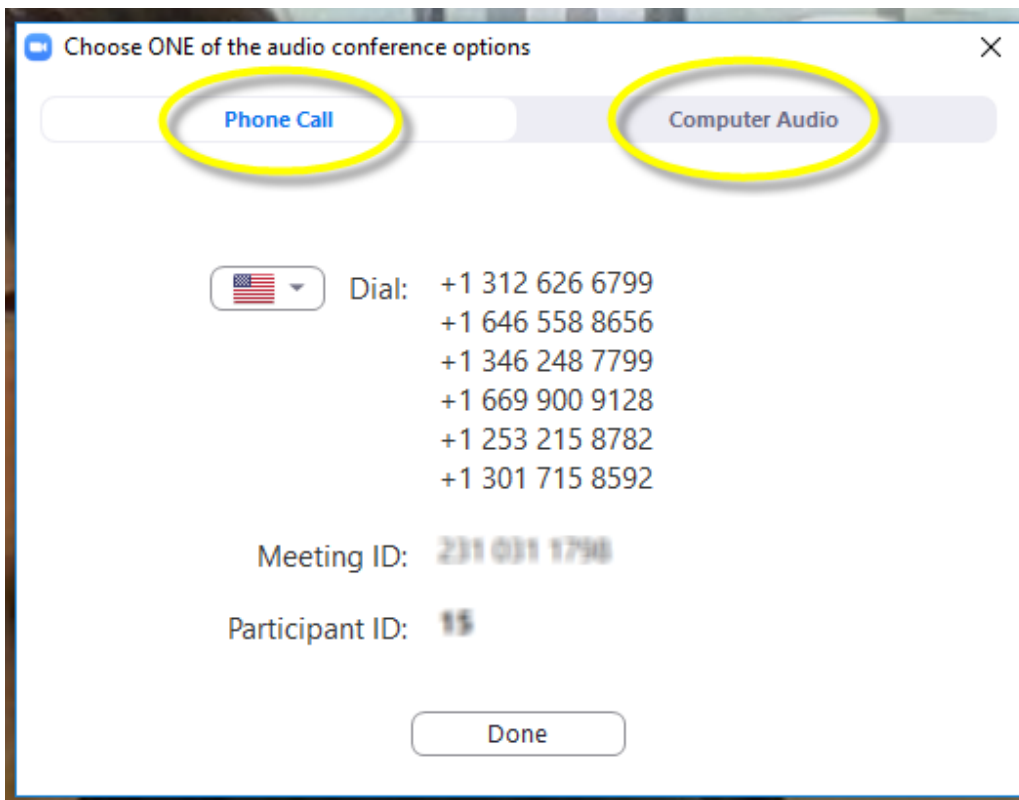 Choose ONE of the audio conference options
Phone Call Computer Audio
Dial: +1 312 626 6799
+1 646 558 8656
+1 346 248 7799
+1 669 900 9128
+1 253 215 8782
+1 301 715 8592
Meeting ID:
Participant ID:
Done